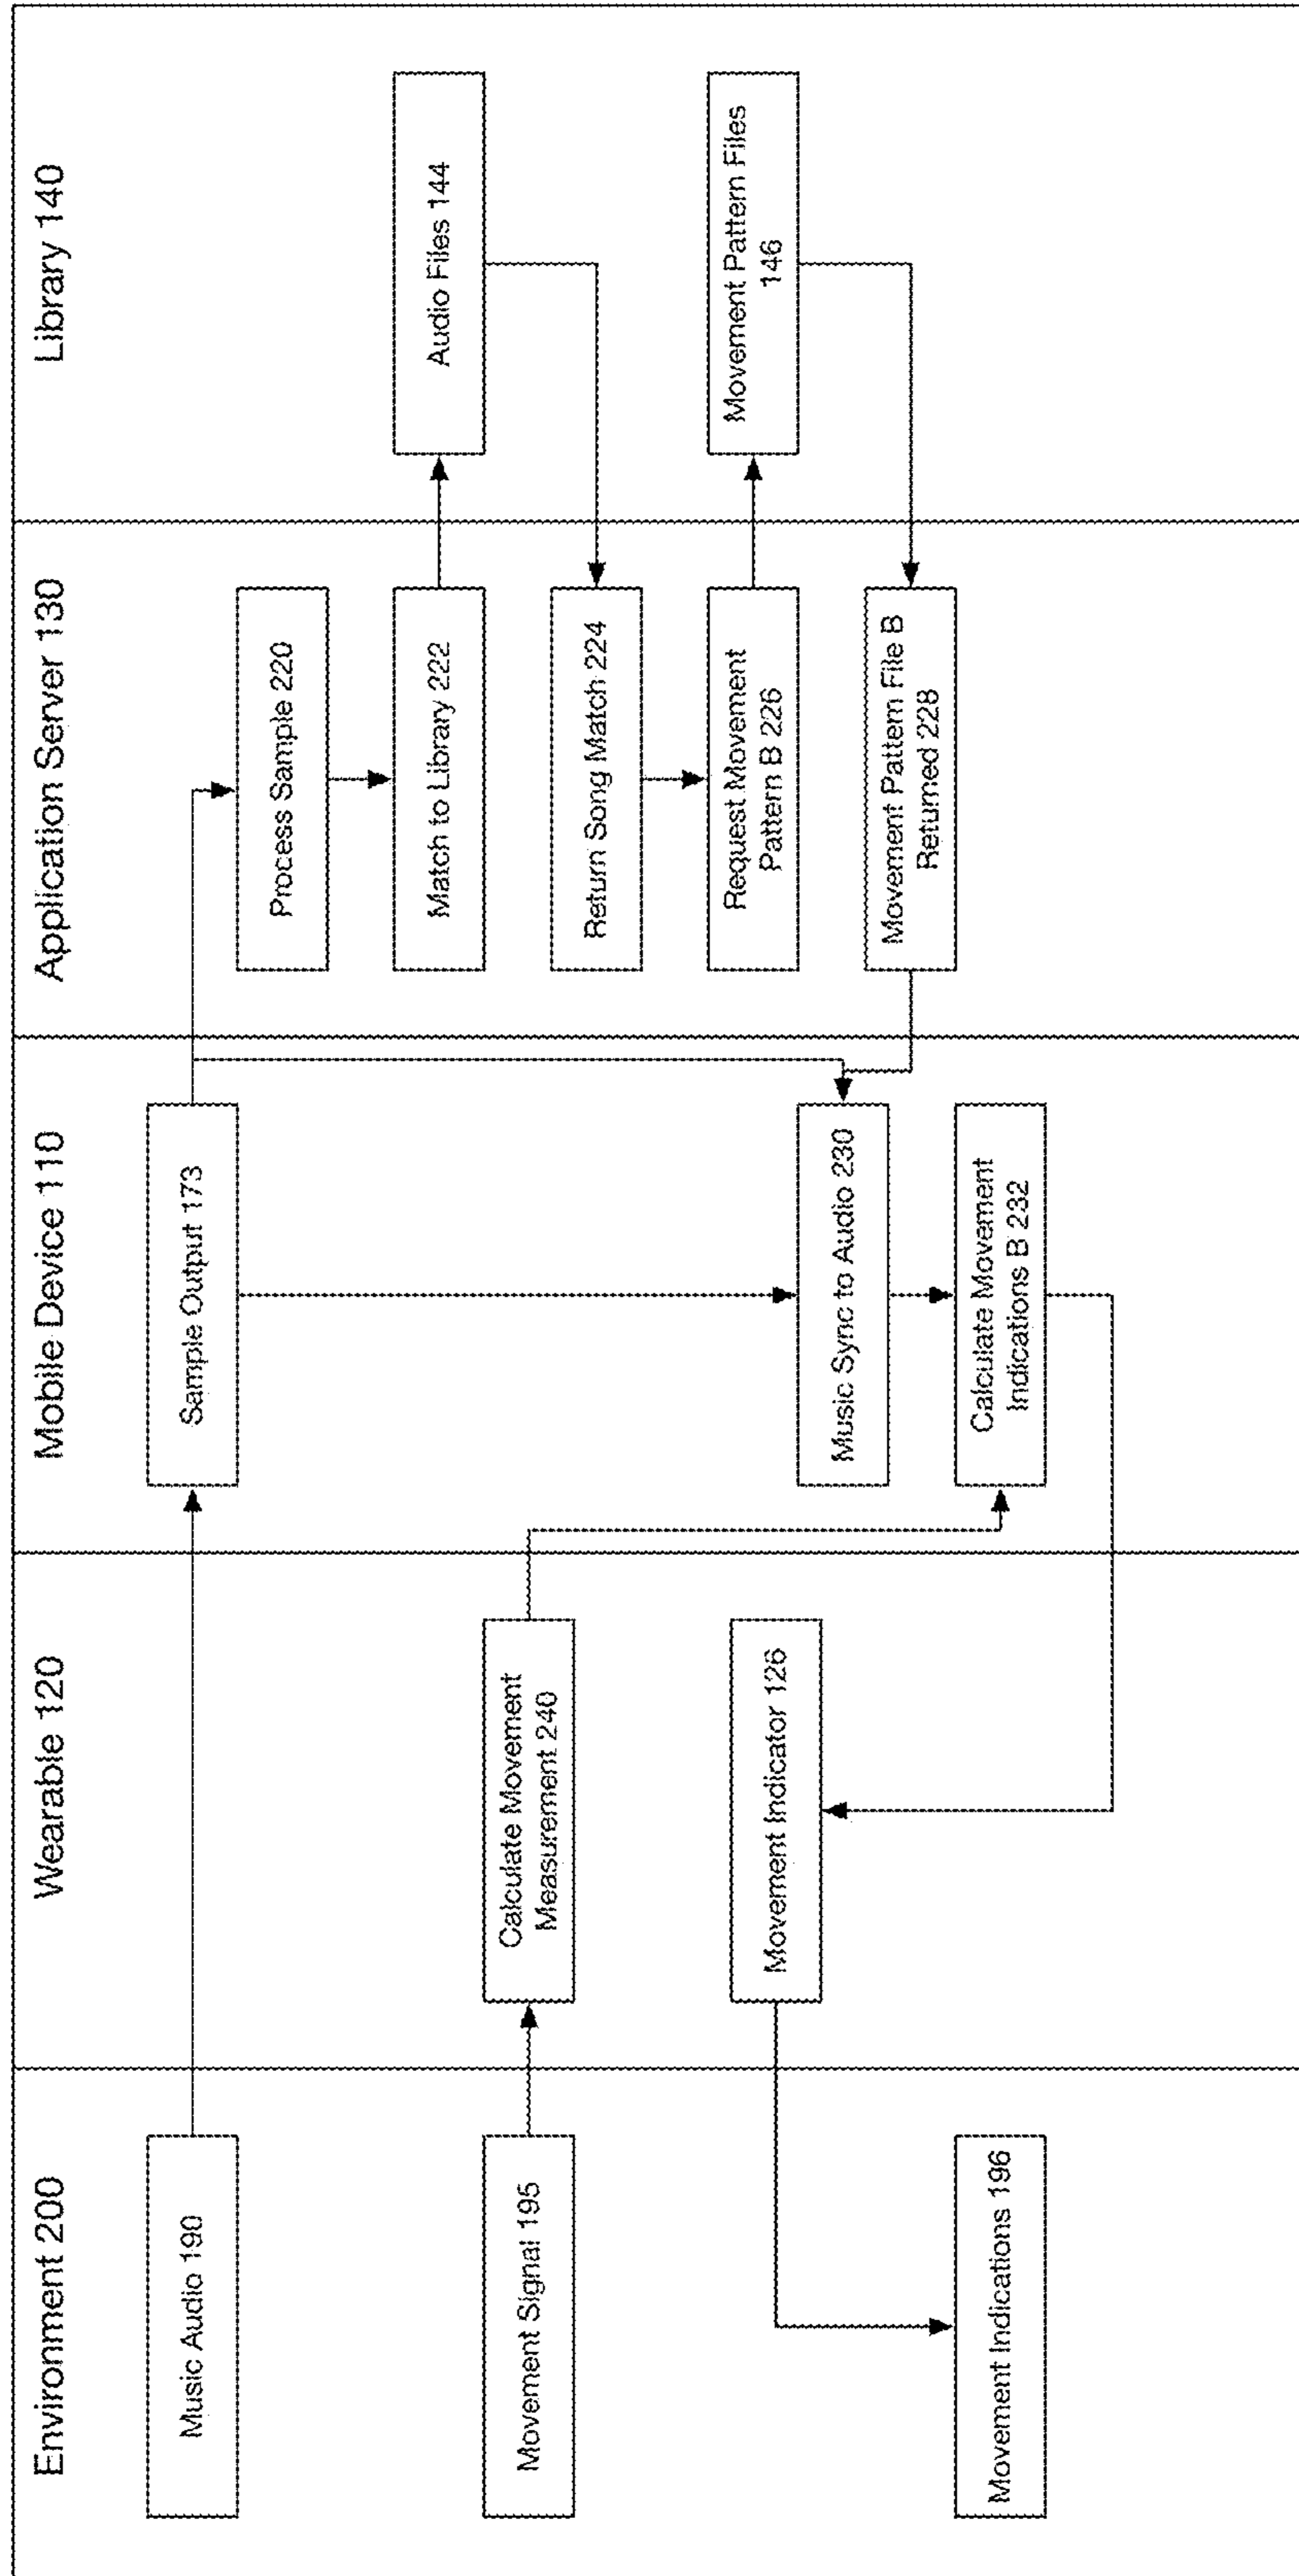 Environment 200
Wearable 120
Mobile Device 110
Application Server 130
Library 140
Music Audio 190
Sample Output 173
Process Sample 220
Match to Library 222
Audio Files 144
Movement Signal 195
Calculate Movement
Measurement 240
Return Song Match 224
Request Movement
Pattern B 226
Movement Pattern Files
146
Movement Indicator 126
Music Sync to Audio 230
Movement Pattern File B
Returned 228
Calculate Movement
Indications B 232
Movement Indications 196